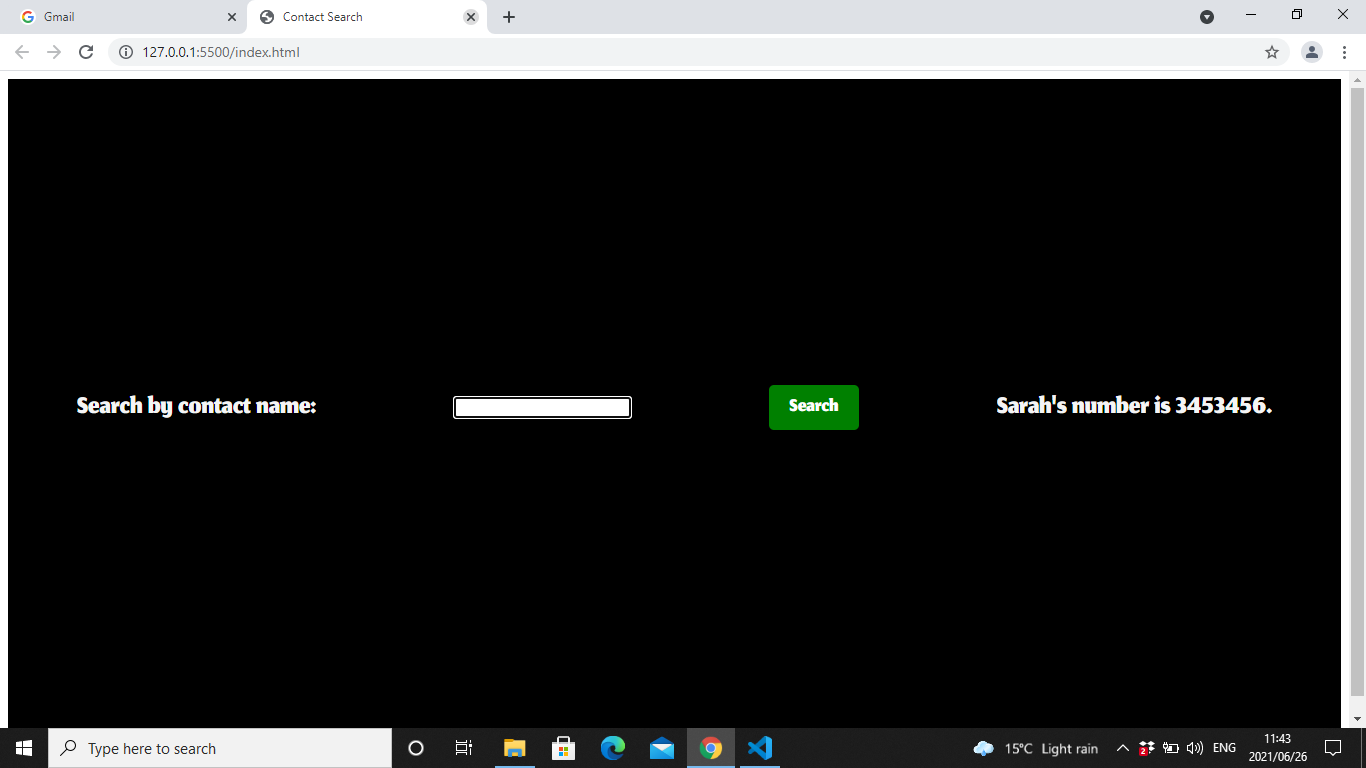 Gmail
Contact Search
127.0.0.1:5500/index.html
Search by contact name:
Search
Sarah's number is 3453456.
Type here to search
2
15°C Light rain
ENG
11:43
2021/06/26